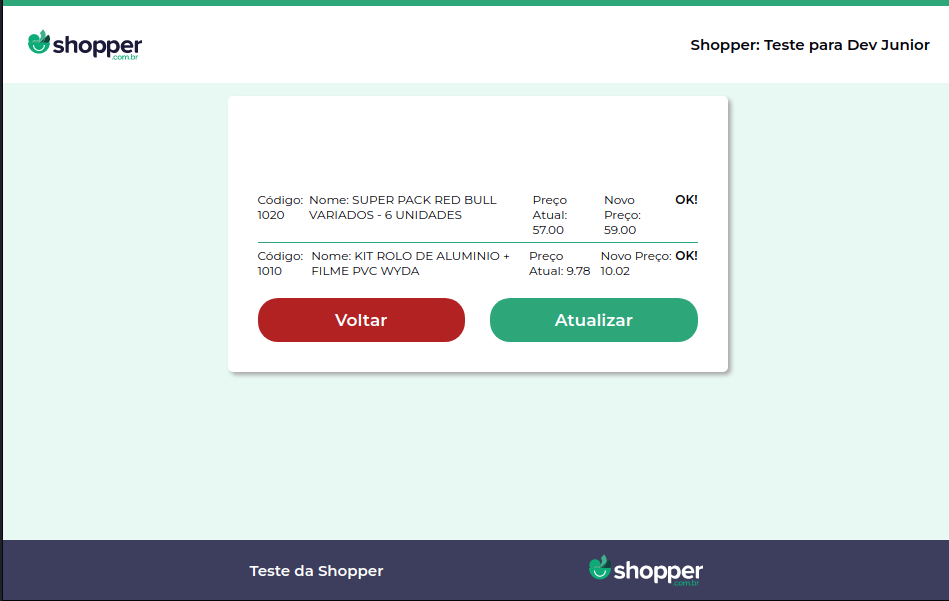 shopper
.com.br
Shopper: Teste para Dev Junior
Código: Nome: SUPER PACK RED BULL Preço Novo OK!
1020 VARIADOS - 6 UNIDADES Atual: Preço:
57.00 59.00
Código: Nome: KIT ROLO DE ALUMINIO + Preço Novo Preço: OK!
1010 FILME PVC WYDA Atual: 9.78 10.02
Voltar Atualizar
Teste da Shopper
shopper
.com.br